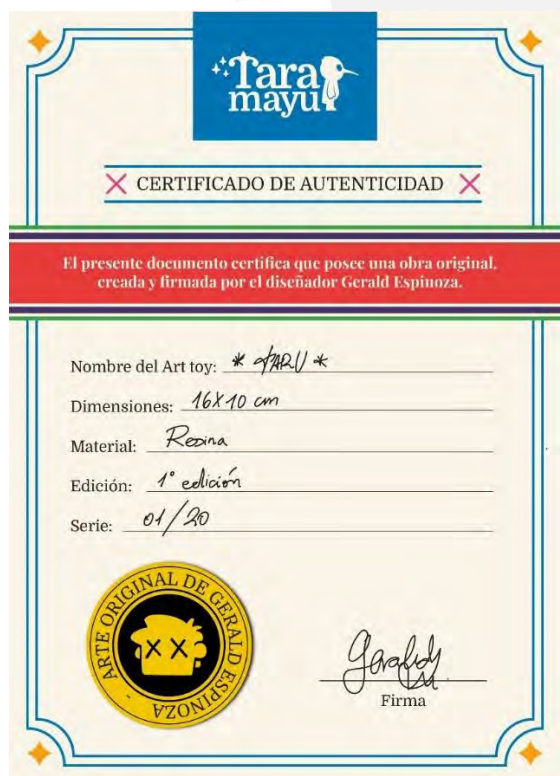 Tara
mayu
CERTIFICADO DE AUTENTICIDAD
El presente documento certifica que posee una obra original,
creada y firmada por el diseñador Gerald Espinoza.
Nombre del Art toy: * TARU *
Dimensiones: 16X10 cm
Material: Resina
Edición: 1° edición
Serie: 01/20
ARTE ORIGINAL DE GERALD ESPINOZA -
Firma